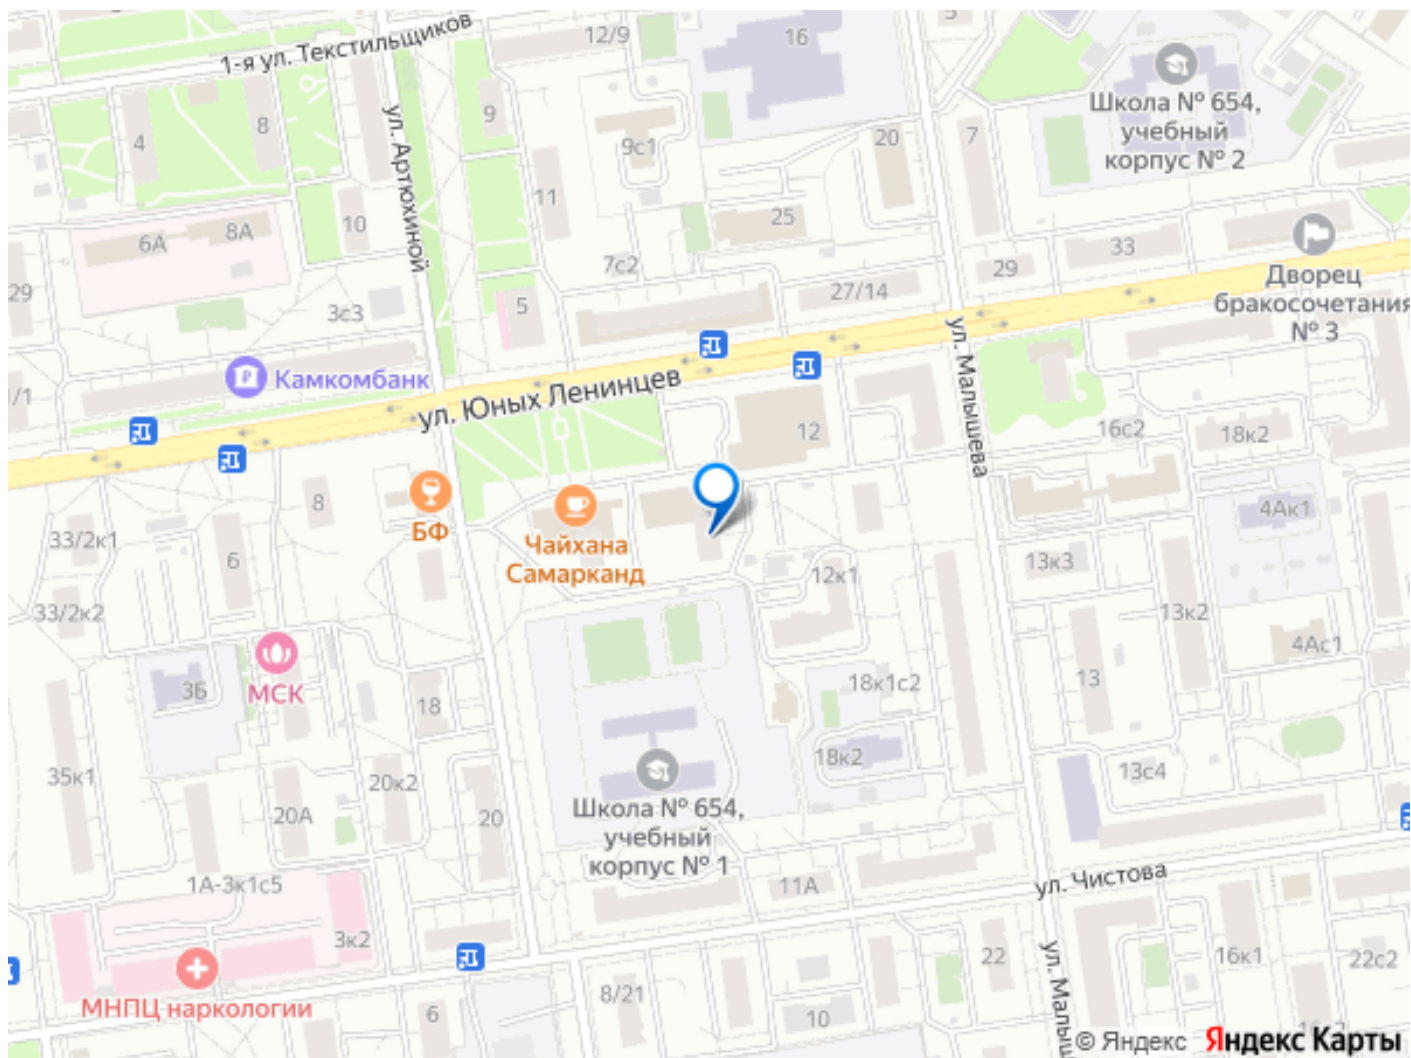 1-я ул. Текстильщиков
12/9
16
5
Школа № 654,
учебный
корпус № 2
4
8
9
9с1
20
7
ул. Артюхиной
11
10
25
33
6А
8А
7с2
29
Дворец
бракосочетания
№ 3
29
27/14
3с3
5
ул. Малышева
Камкомбанк
/1
ул. Юных Ленинцев
12
16с2
18к2
8
БФ
4Ак1
33/2к1
6
Чайхана
Самарканд
12к1
13к3
33/2к2
13к2
4Ас1
3Б
МСК
18
18к1с2
13
18к2
35к1
20к2
13с4
20А
20
Школа № 654,
учебный
корпус № 1
1А-3к1с5
11А
ул. Чистова
3к2
22
16к1
22с2
ул. Малыш
МНПЦ наркологии
8/21
6
10
© Яндекс Яндекс Карты